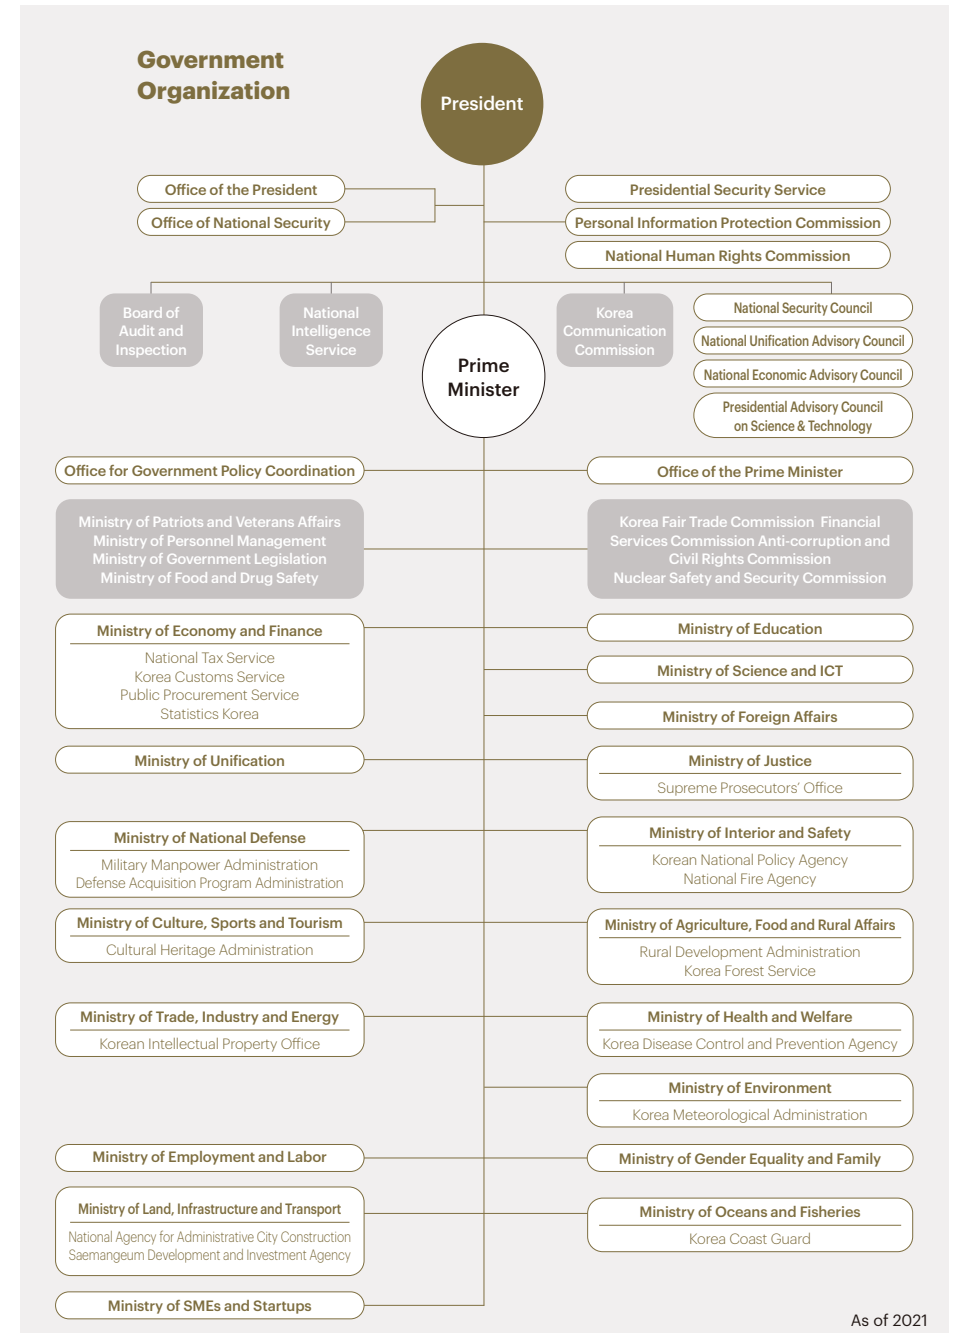 Government
Organization
President
Office of the President
Office of National Security
Presidential Security Service
Personal Information Protection Commission
National Human Rights Commission
Board of
Audit and
Inspection
National
Intelligence
Service
Korea
Communication
Commission
National Security Council
National Unification Advisory Council
National Economic Advisory Council
Presidential Advisory Council
on Science & Technology
Prime
Minister
Office for Government Policy Coordination
Office of the Prime Minister
Ministry of Patriots and Veterans Affairs
Ministry of Personnel Management
Ministry of Government Legislation
Ministry of Food and Drug Safety
Korea Fair Trade Commission Financial
Services Commission Anti-corruption and
Civil Rights Commission
Nuclear Safety and Security Commission
Ministry of Economy and Finance
National Tax Service
Korea Customs Service
Public Procurement Service
Statistics Korea
Ministry of Education
Ministry of Science and ICT
Ministry of Foreign Affairs
Ministry of Unification
Ministry of Justice
Supreme Prosecutors' Office
Ministry of National Defense
Military Manpower Administration
Defense Acquisition Program Administration
Ministry of Interior and Safety
Korean National Policy Agency
National Fire Agency
Ministry of Culture, Sports and Tourism
Cultural Heritage Administration
Ministry of Agriculture, Food and Rural Affairs
Rural Development Administration
Korea Forest Service
Ministry of Trade, Industry and Energy
Korean Intellectual Property Office
Ministry of Health and Welfare
Korea Disease Control and Prevention Agency
Ministry of Environment
Korea Meteorological Administration
Ministry of Employment and Labor
Ministry of Gender Equality and Family
Ministry of Land, Infrastructure and Transport
National Agency for Administrative City Construction
Saemangeum Development and Investment Agency
Ministry of Oceans and Fisheries
Korea Coast Guard
Ministry of SMEs and Startups
As of 2021